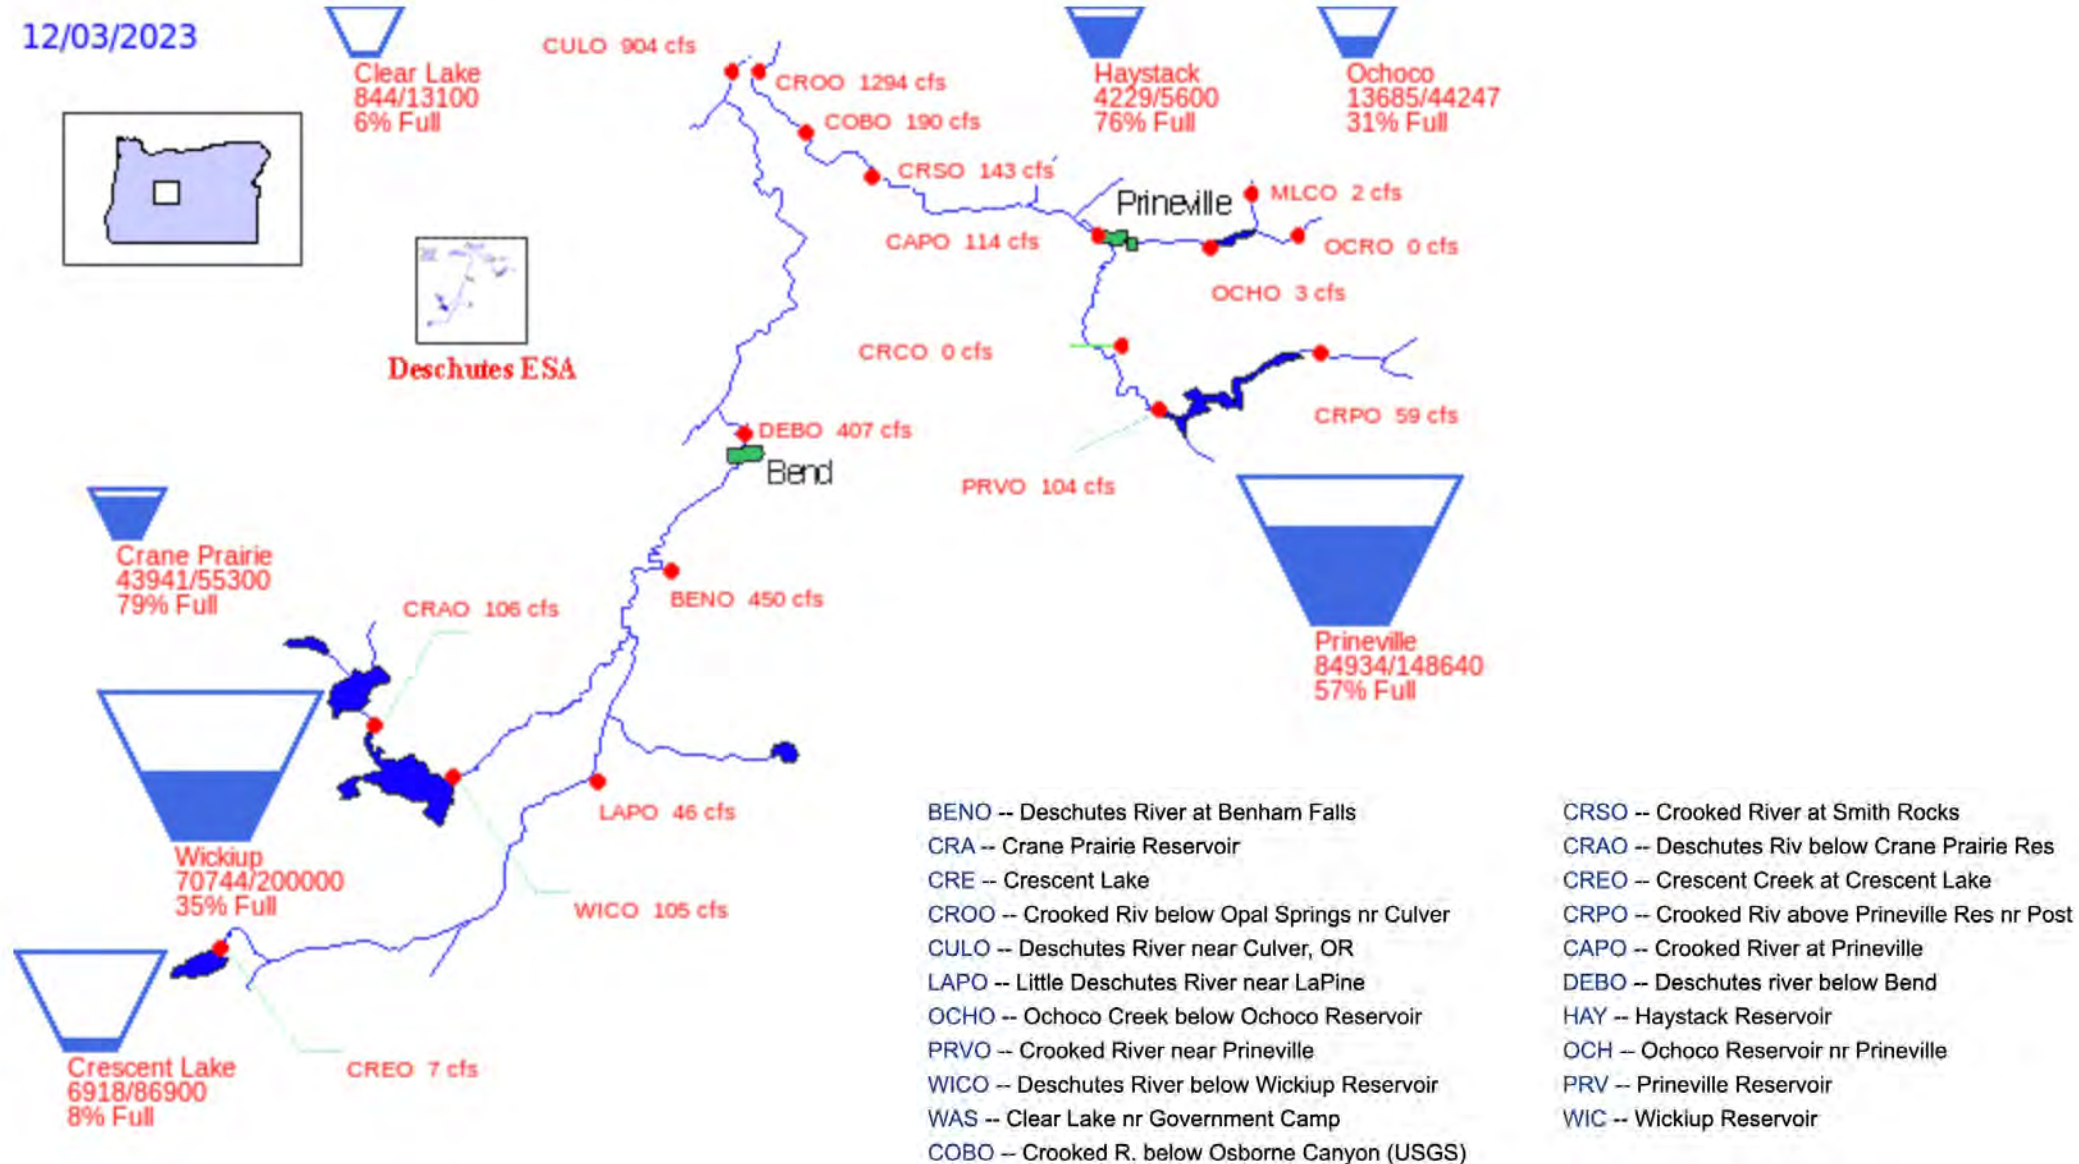 12/03/2023
Clear Lake
844/13100
6% Full
CULO 904 cfs
CROO 1294 cfs
COBO 190 cfs
CRSO 143 cfs
Haystack
4229/5600
76% Full
Ochoco
13685/44247
31% Full
Prineville
MLCO 2 cfs
CAPO 114 cfs
OCRO 0 cfs
OCHO 3 cfs
Deschutes ESA
CRCO 0 cfs
CRPO 59 cfs
DEBO 407 cfs
Bend
PRVO 104 cfs
Crane Prairie
43941/55300
79% Full
CRAO 106 cfs
BENO 450 cfs
Prineville
84934/148640
57% Full
LAPO 46 cfs
Wickiup
70744/200000
35% Full
WICO 105 cfs
Crescent Lake
6918/86900
8% Full
CREO 7 cfs
BENO -- Deschutes River at Benham Falls
CRA -- Crane Prairie Reservoir
CRE -- Crescent Lake
CROO -- Crooked Riv below Opal Springs nr Culver
CULO -- Deschutes River near Culver, OR
LAPO -- Little Deschutes River near LaPine
OCHO -- Ochoco Creek below Ochoco Reservoir
PRVO -- Crooked River near Prineville
WICO -- Deschutes River below Wickiup Reservoir
WAS -- Clear Lake nr Government Camp
COBO -- Crooked R. below Osborne Canyon (USGS)
CRSO -- Crooked River at Smith Rocks
CRAO -- Deschutes Riv below Crane Prairie Res
CREO -- Crescent Creek at Crescent Lake
CRPO -- Crooked Riv above Prineville Res nr Post
CAPO -- Crooked River at Prineville
DEBO -- Deschutes river below Bend
HAY -- Haystack Reservoir
OCH -- Ochoco Reservoir nr Prineville
PRV -- Prineville Reservoir
WIC -- Wickiup Reservoir